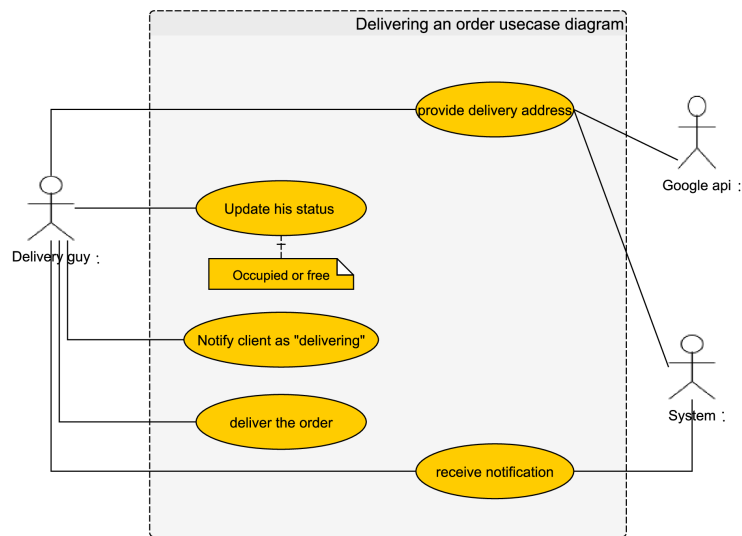 Delivering an order usecase diagram
provide delivery address
Google api :
Update his status
Delivery guy :
Occupied or free
Notify client as "delivering"
System :
deliver the order
receive notification